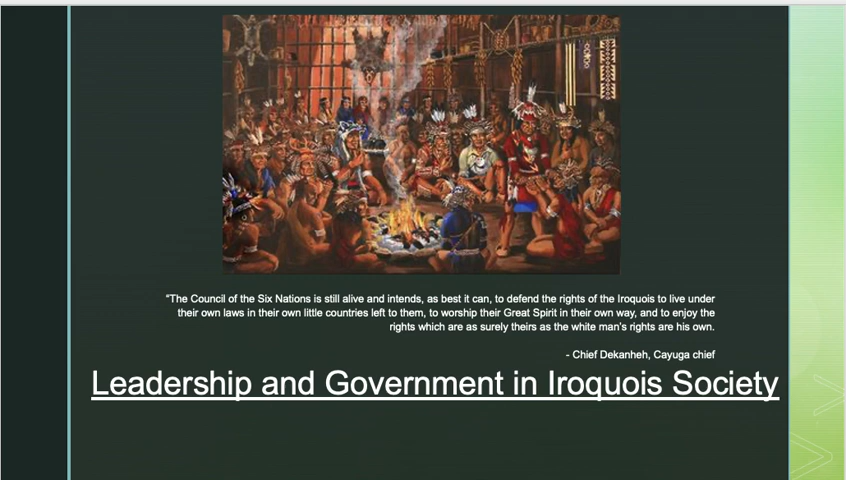 “The Council of the Six Nations is still alive and intends, as best it can, to defend the rights of the Iroquois to live under
their own laws in their own little countries left to them, to worship their Great Spirit in their own way, and to enjoy the
rights which are as surely theirs as the white man’s rights are his own.
- Chief Dekanheh, Cayuga chief
Leadership and Government in Iroquois Society